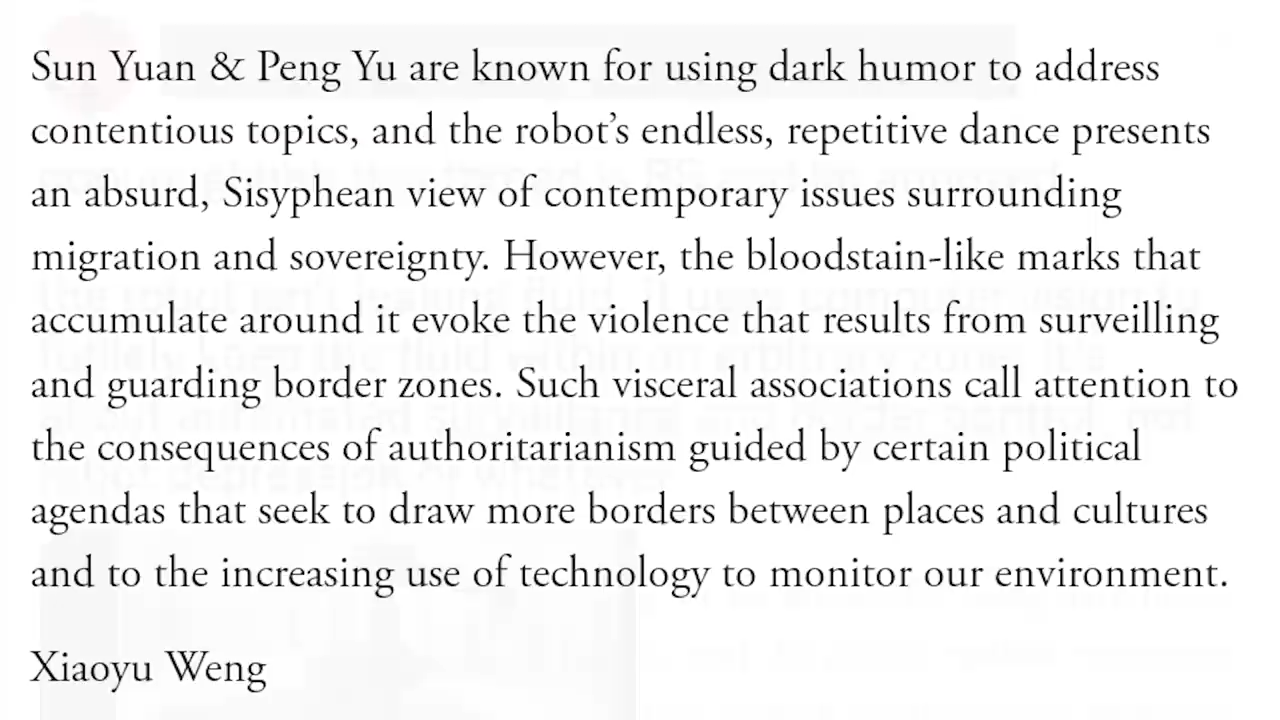 Sun Yuan & Peng Yu are known for using dark humor to address
contentious topics, and the robot’s endless, repetitive dance presents
an absurd, Sisyphean view of contemporary issues surrounding
migration and sovereignty. However, the bloodstain-like marks that
accumulate around it evoke the violence that results from surveilling
and guarding border zones. Such visceral associations call attention to
the consequences of authoritarianism guided by certain political
agendas that seek to draw more borders between places and cultures
and to the increasing use of technology to monitor our environment.
Xiaoyu Weng